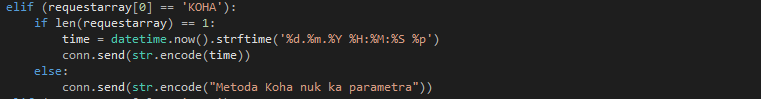 elif (requestarray[0] == 'KOHA'):
if len(requestarray) == 1:
time = datetime.now().strftime('%d.%m.%Y %H:%M:%S %p')
conn.send(str.encode(time))
else:
conn.send(str.encode("Metoda Koha nuk ka parametra"))